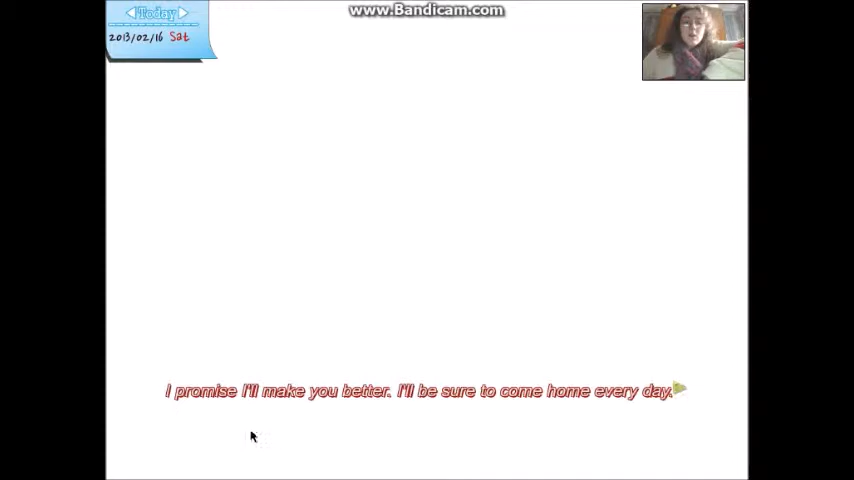 www.Bandicam.com
Today
2013/02/16 Sat
I promise I'll make you better. I'll be sure to come home every day.